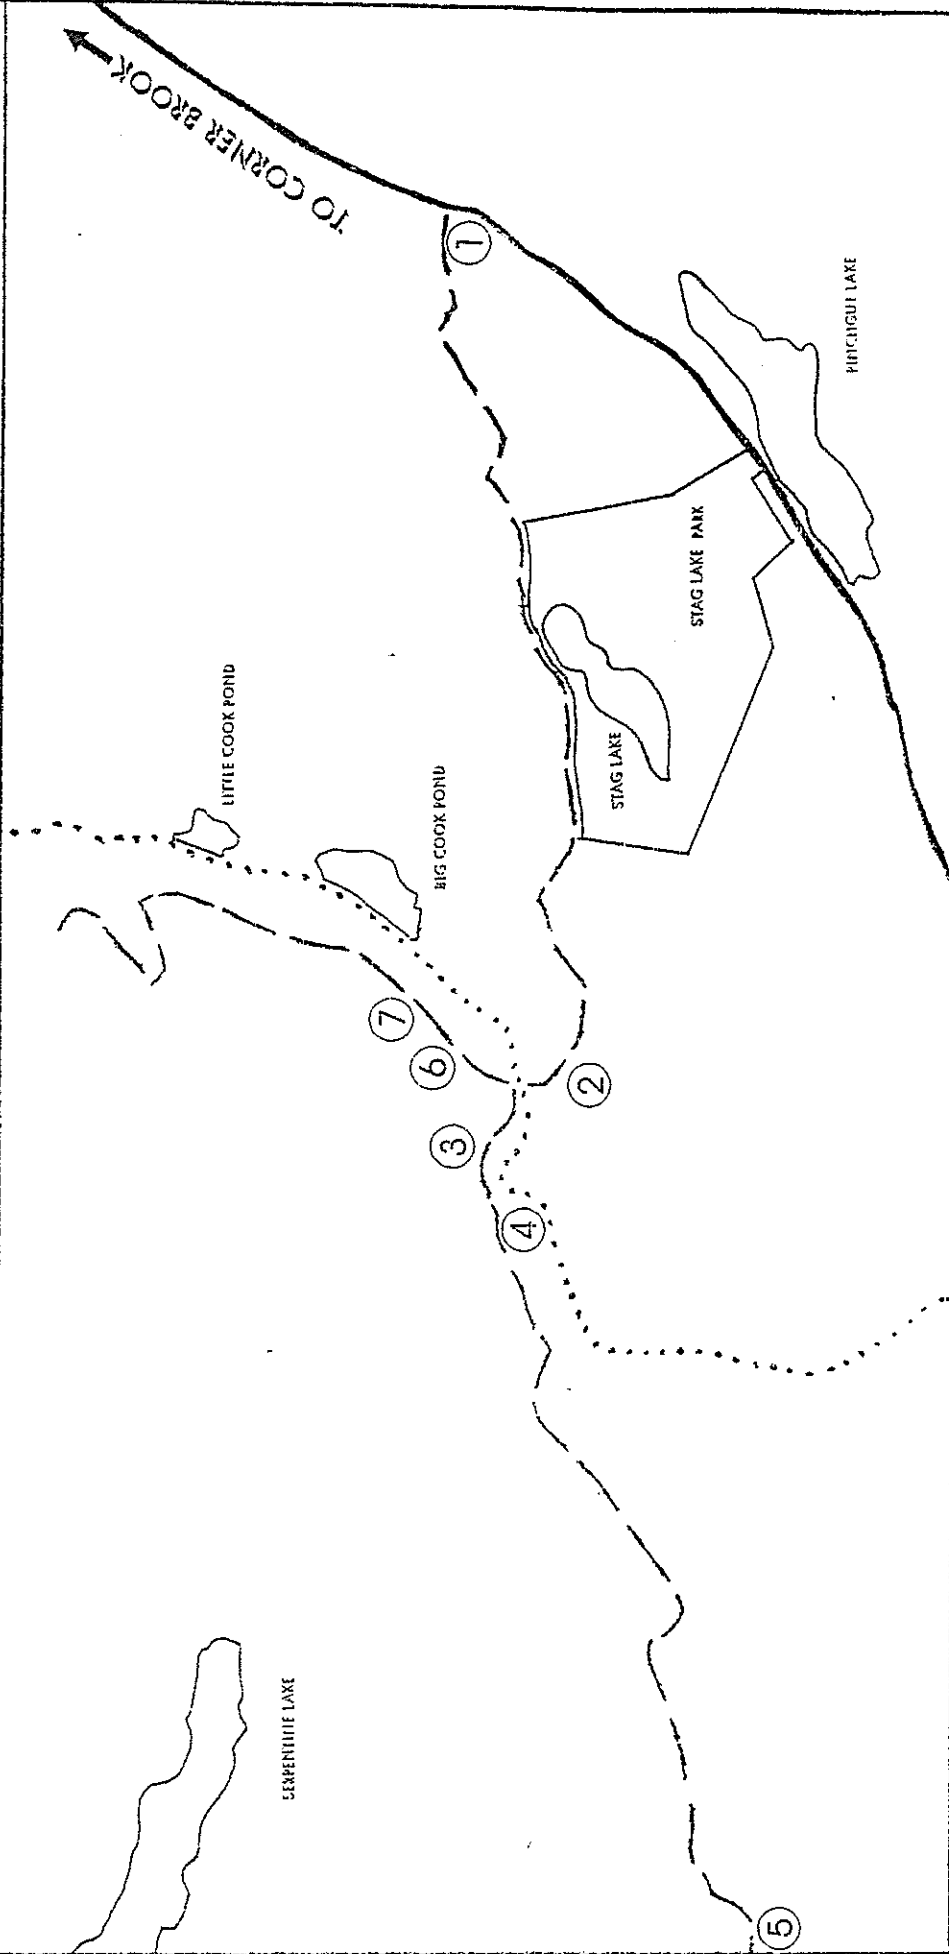 TO CORNER BROOK
1
PINCHGUT LAKE
STAG LAKE PARK
STAG LAKE
LITTLE COOK POND
BIG COOK POND
7
6
2
3
4
SERPENTINE LAKE
5